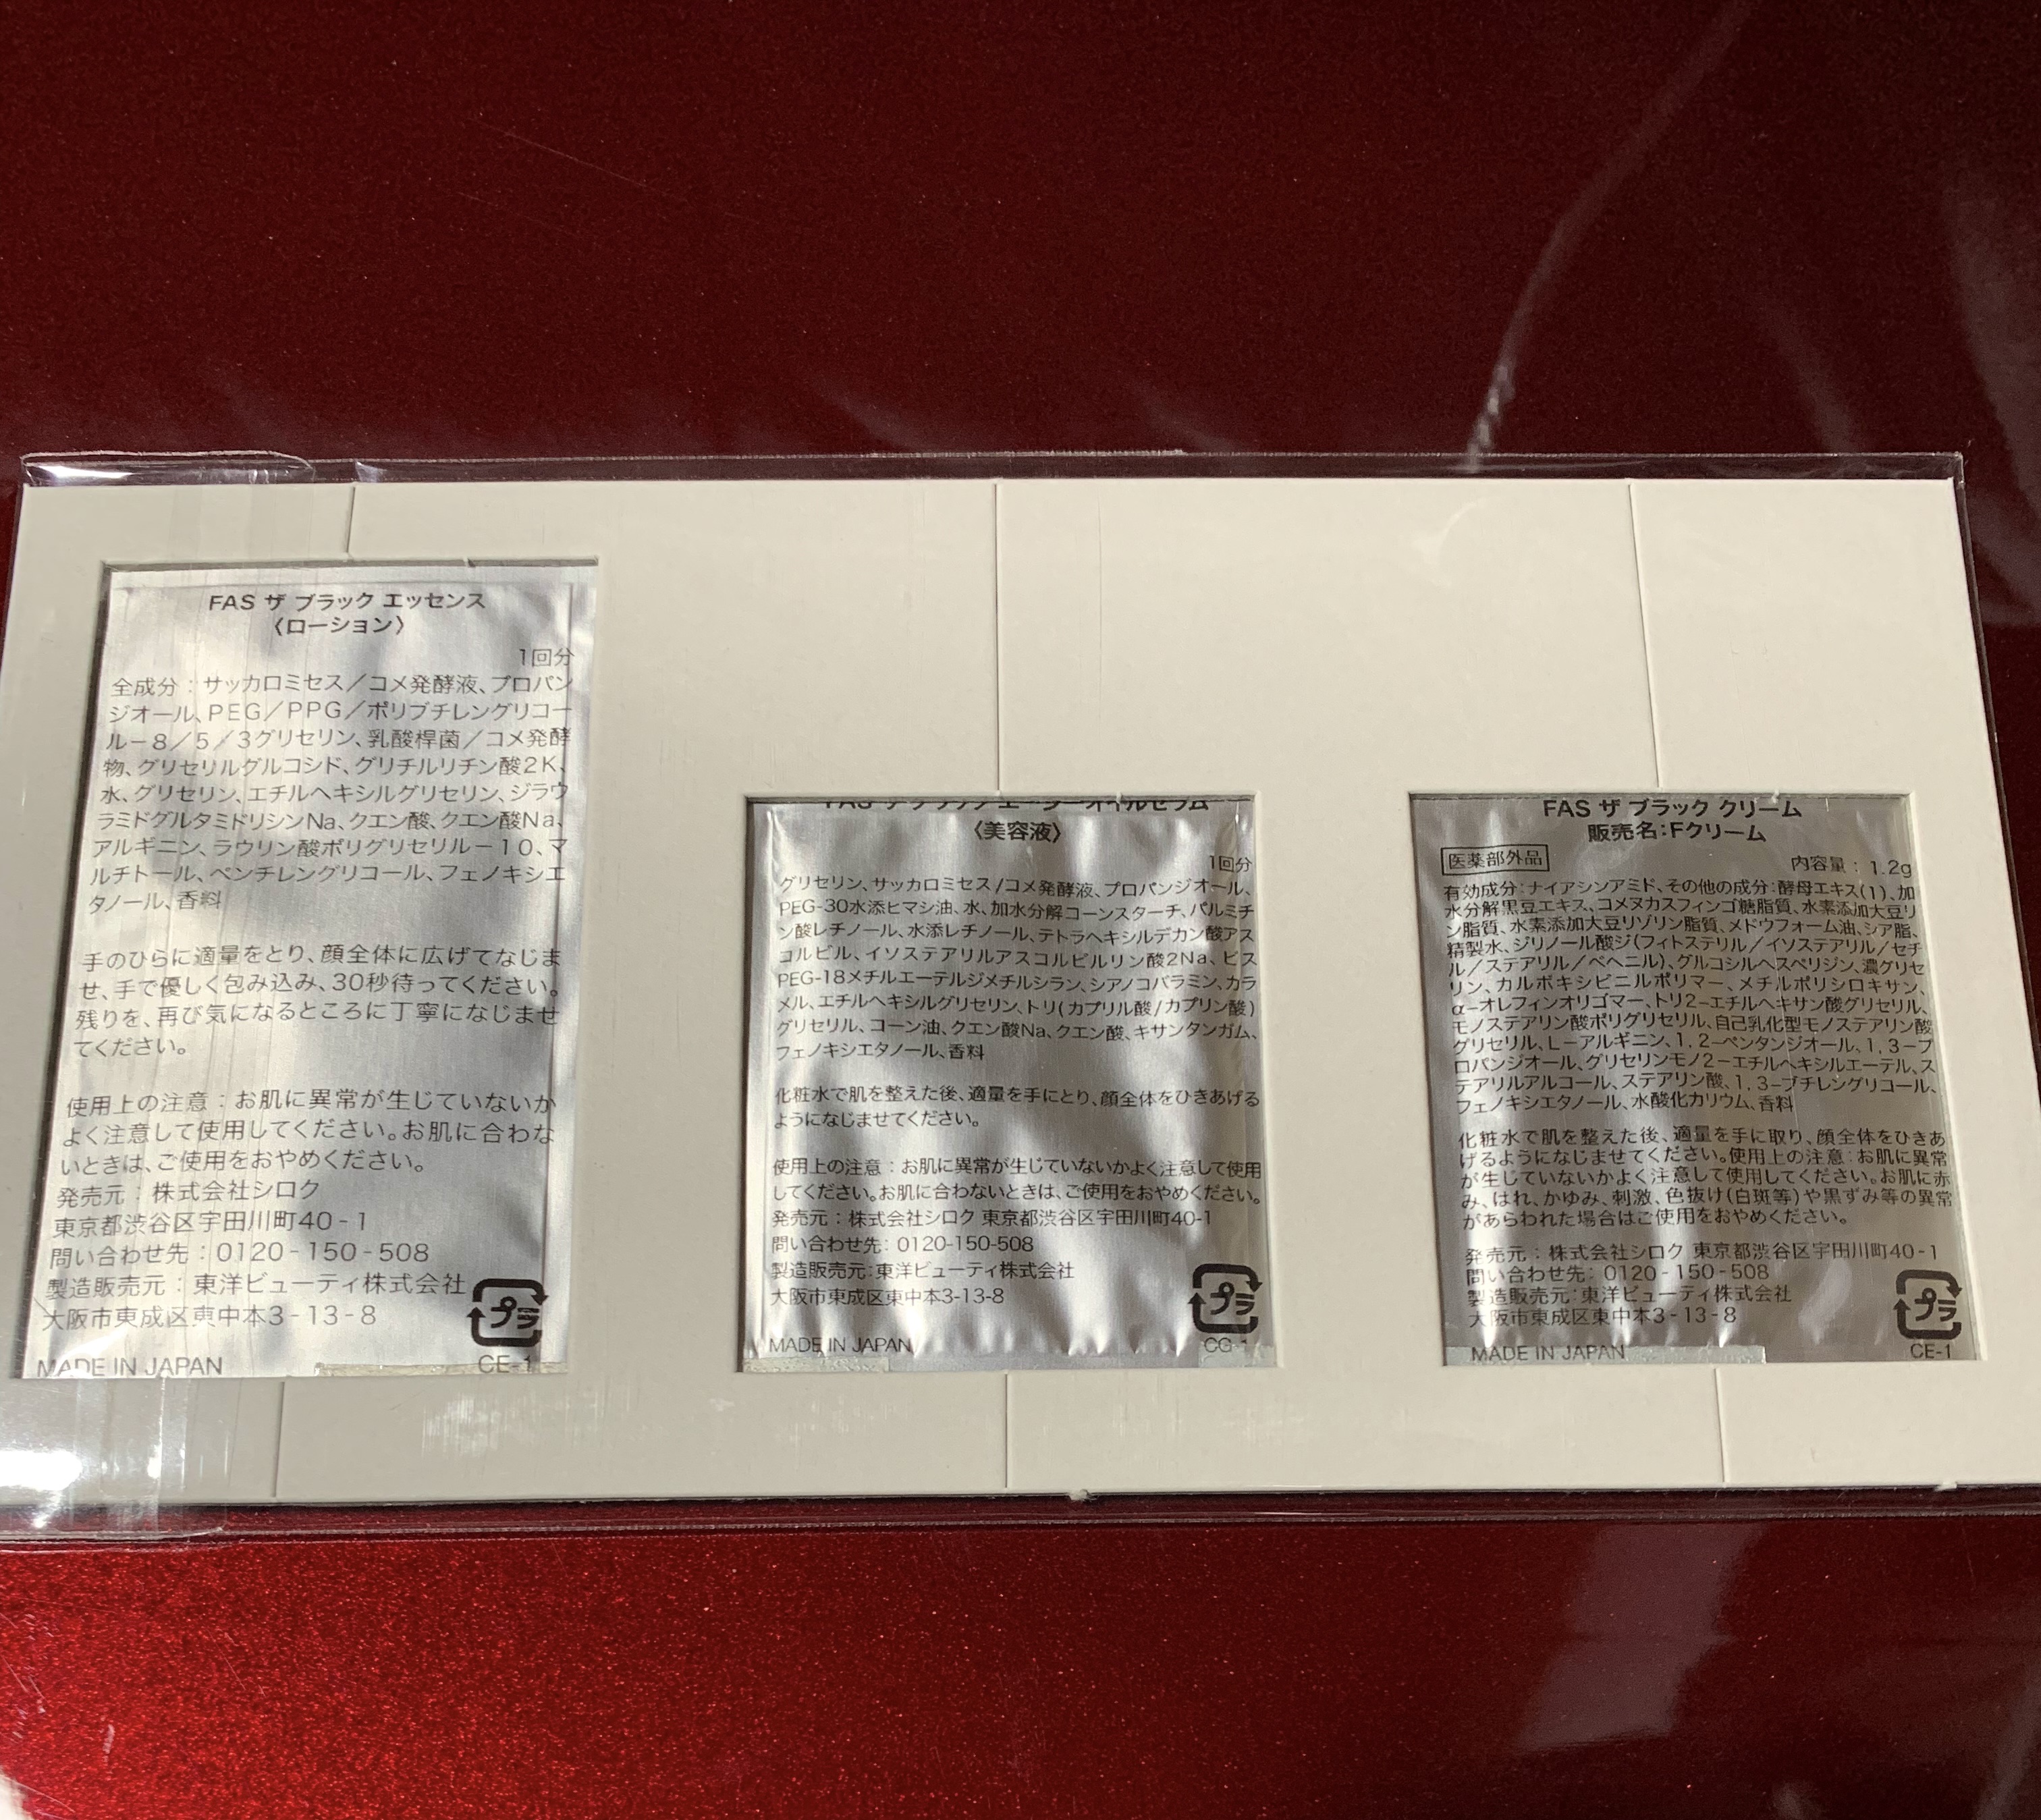 FAS ザ ブラック エッセンス
〈ローション〉
1回分
全成分：サッカロミセス／コメ発酵液、プロパン
ジオール、PEG／PPG／ポリブチレングリコー
ル－8／5／3グリセリン、乳酸桿菌／コメ発酵
物、グリセリルグルコシド、グリチルリチン酸2K、
水、グリセリン、エチルヘキシルグリセリン、ジラウ
ラミドグルタミドリシンNa、クエン酸、クエン酸Na、
アルギニン、ラウリン酸ポリグリセリル－10、マ
ルチトール、ペンチレングリコール、フェノキシエ
タノール、香料
手のひらに適量をとり、顔全体に広げてなじま
せ、手で優しく包み込み、30秒待ってください。
残りを、再び気になるところに丁寧になじませ
てください。
使用上の注意：お肌に異常が生じていないか
よく注意して使用してください。お肌に合わな
いときは、ご使用をおやめください。
発売元：株式会社シロク
東京都渋谷区宇田川町40-1
問い合わせ先：0120-150-508
製造販売元：東洋ビューティ株式会社
大阪市東成区東中本3-13-8
プラ
MADE IN JAPAN
CE-1
〈美容液〉
1回分
グリセリン、サッカロミセス/コメ発酵液、プロパンジオール、
PEG-30水添ヒマシ油、水、加水分解コーンスターチ、パルミチ
ン酸レチノール、水添レチノール、テトラヘキシルデカン酸アス
コルビル、イソステアリルアスコルビルリン酸2Na、ビス
PEG-18メチルエーテルジメチルシラン、シアノコバラミン、カラ
メル、エチルヘキシルグリセリン、トリ(カプリル酸/カプリン酸)
グリセリル、コーン油、クエン酸Na、クエン酸、キサンタンガム、
フェノキシエタノール、香料
化粧水で肌を整えた後、適量を手にとり、顔全体をひきあげる
ようになじませてください。
使用上の注意：お肌に異常が生じていないかよく注意して使用
してください。お肌に合わないときは、ご使用をおやめください。
発売元：株式会社シロク 東京都渋谷区宇田川町40-1
問い合わせ先：0120-150-508
製造販売元：東洋ビューティ株式会社
大阪市東成区東中本3-13-8
プラ
MADE IN JAPAN
FAS ザ ブラック クリーム
販売名：Fクリーム
医薬部外品
内容量：1.2g
有効成分：ナイアシンアミド、その他の成分：酵母エキス(1)、加
水分解黒豆エキス、コメヌカスフィンゴ糖脂質、水素添加大豆リ
ン脂質、水素添加大豆リゾリン脂質、メドウフォーム油、シア脂、
精製水、ジリノール酸ジ(フィトステリル／イソステアリル／セチ
ル／ステアリル／ベヘニル)、グルコシルヘスペリジン、濃グリセ
リン、カルボキシビニルポリマー、メチルポリシロキサン、
α－オレフィンオリゴマー、トリ2－エチルヘキサン酸グリセリル、
モノステアリン酸ポリグリセリル、自己乳化型モノステアリン酸
グリセリル、L－アルギニン、1，2－ペンタンジオール、1，3－プ
ロパンジオール、グリセリンモノ2－エチルヘキシルエーテル、ス
テアリルアルコール、ステアリン酸、1，3－ブチレングリコール、
フェノキシエタノール、水酸化カリウム、香料
化粧水で肌を整えた後、適量を手に取り、顔全体をひきあ
げるようになじませてください。使用上の注意：お肌に異常
が生じていないかよく注意して使用してください。お肌に赤
み、はれ、かゆみ、刺激、色抜け(白斑等)や黒ずみ等の異常
があらわれた場合はご使用をおやめください。
発売元：株式会社シロク 東京都渋谷区宇田川町40-1
問い合わせ先：0120-150-508
製造販売元：東洋ビューティ株式会社
大阪市東成区東中本3-13-8
プラ
MADE IN JAPAN
CE-1